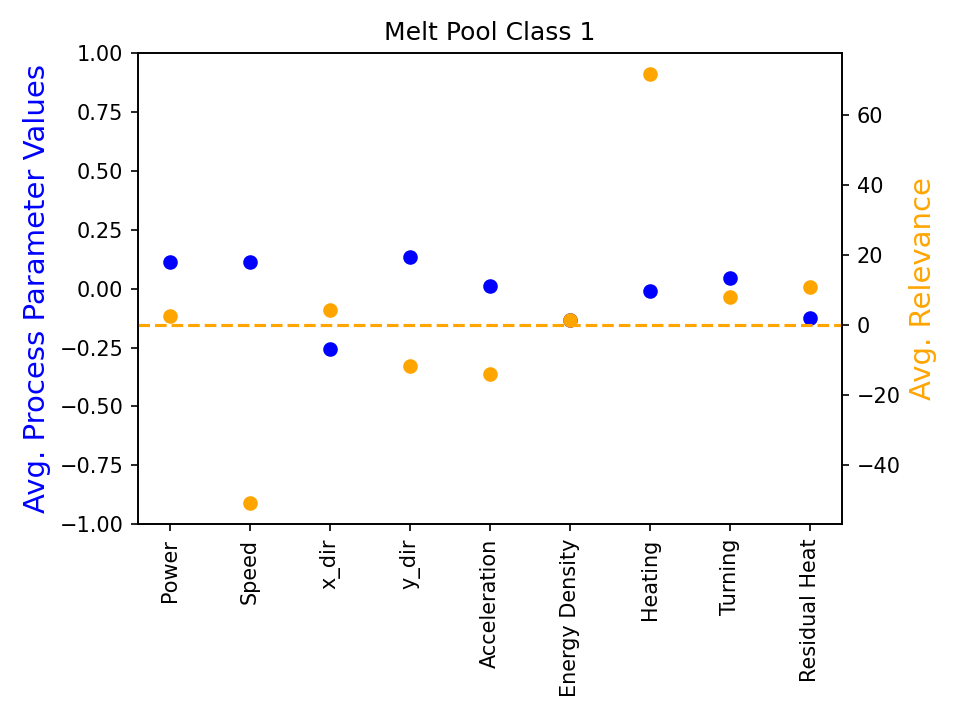 Melt Pool Class 1
Avg. Process Parameter Values
1.00
0.75
0.50
0.25
0.00
−0.25
−0.50
−0.75
−1.00
60
40
20
0
−20
−40
Avg. Relevance
Power
Speed
x_dir
y_dir
Acceleration
Energy Density
Heating
Turning
Residual Heat